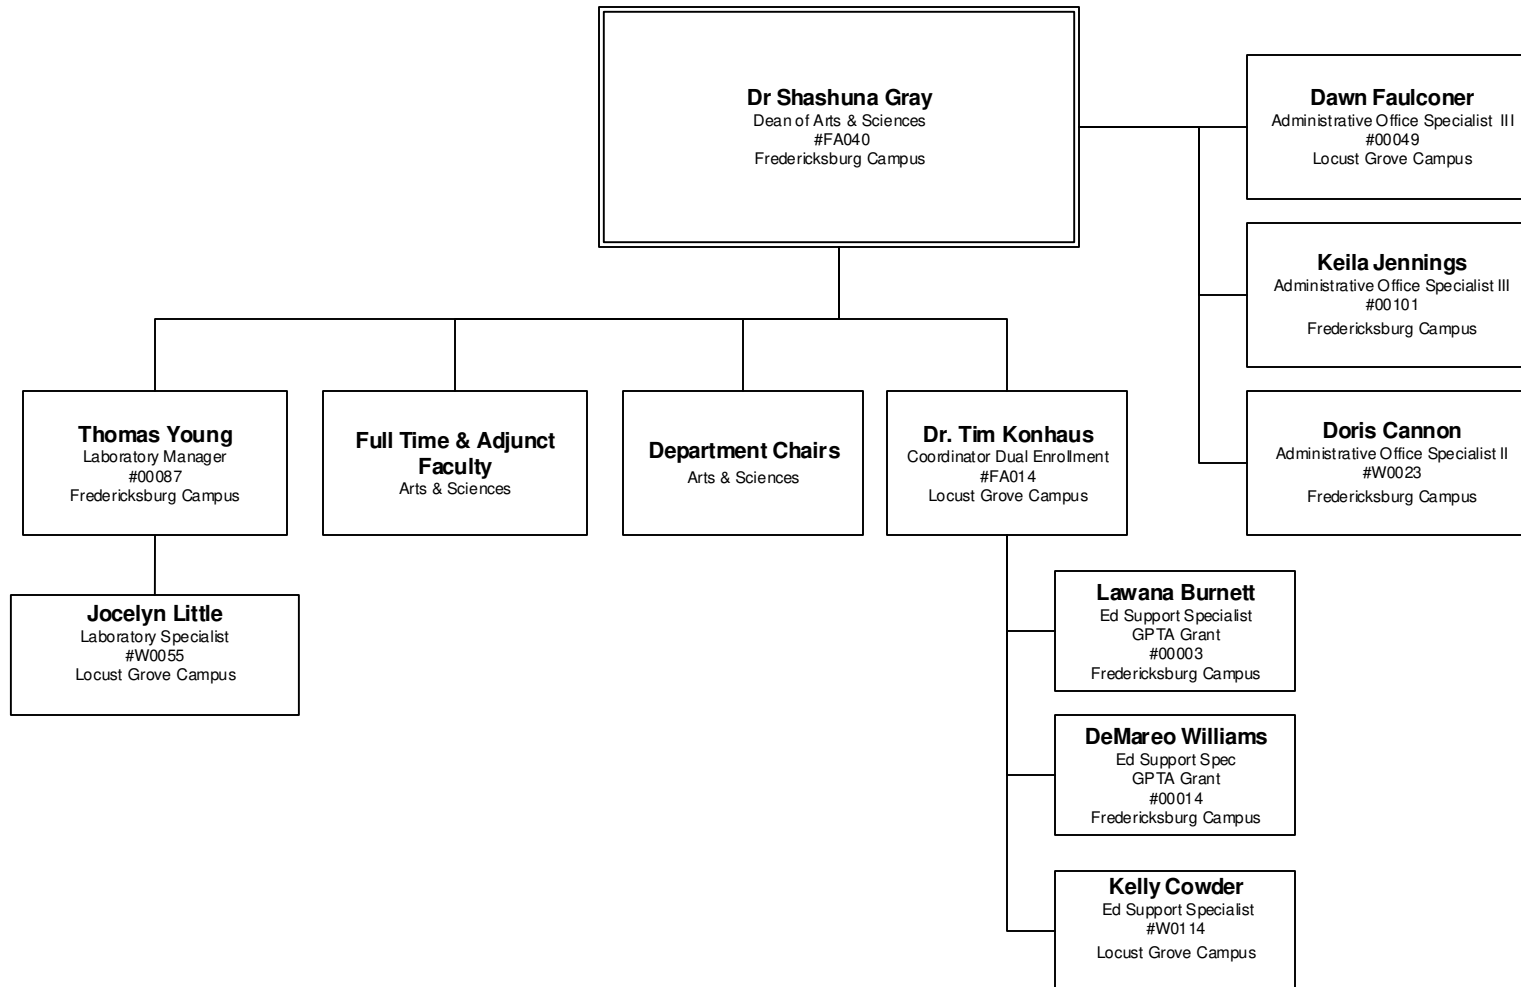 Dr Shashuna Gray
Dean of Arts & Sciences
#FA040
Fredericksburg Campus
Dawn Faulconer
Administrative Office Specialist III
#00049
Locust Grove Campus
Keila Jennings
Administrative Office Specialist III
#00101
Fredericksburg Campus
Doris Cannon
Administrative Office Specialist II
#W0023
Fredericksburg Campus
Thomas Young
Laboratory Manager
#00087
Fredericksburg Campus
Full Time & Adjunct
Faculty
Arts & Sciences
Department Chairs
Arts & Sciences
Dr. Tim Konhaus
Coordinator Dual Enrollment
#FA014
Locust Grove Campus
Jocelyn Little
Laboratory Specialist
#W0055
Locust Grove Campus
Lawana Burnett
Ed Support Specialist
GPTA Grant
#00003
Fredericksburg Campus
DeMareo Williams
Ed Support Spec
GPTA Grant
#00014
Fredericksburg Campus
Kelly Cowder
Ed Support Specialist
#W0114
Locust Grove Campus